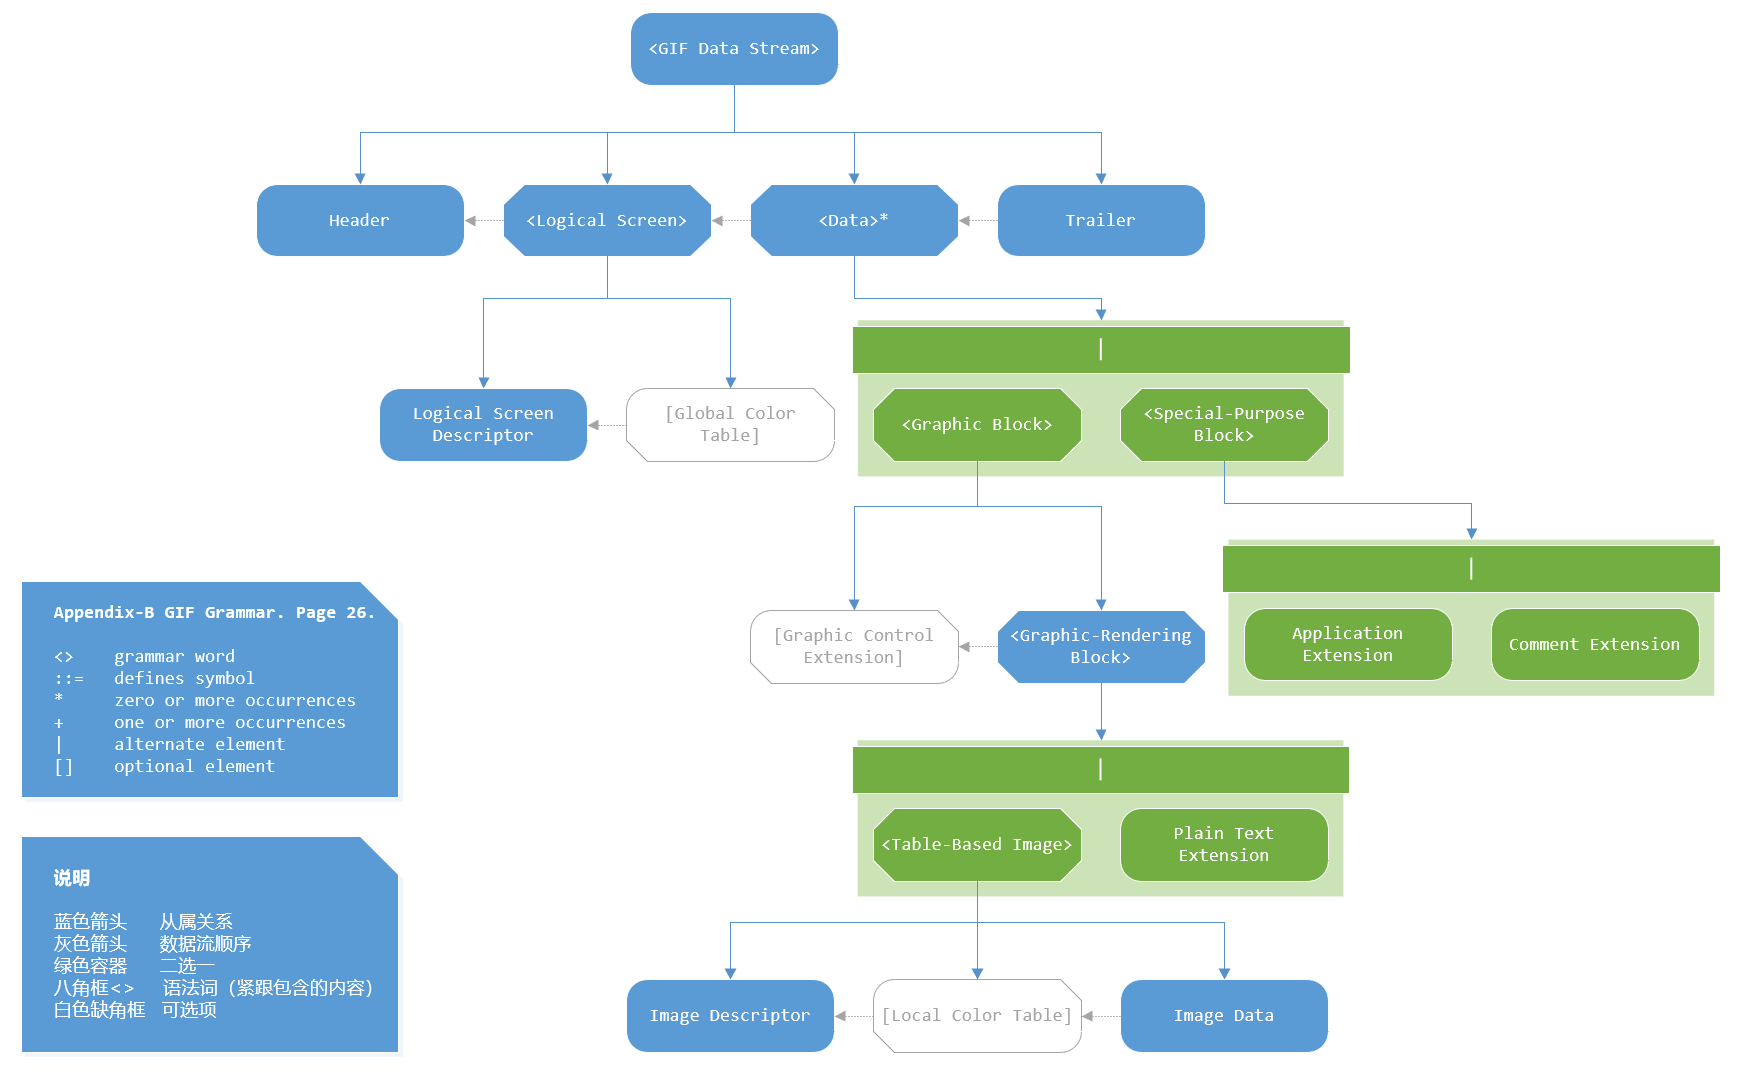 <GIF Data Stream>
Header
<Logical Screen>
<Data>*
Trailer
|
Logical Screen
Descriptor
[Global Color
Table]
<Graphic Block>
<Special-Purpose
Block>
|
[Graphic Control
Extension]
<Graphic-Rendering
Block>
Application
Extension
Comment Extension
|
<Table-Based Image>
Plain Text
Extension
Image Descriptor
[Local Color Table]
Image Data
Appendix-B GIF Grammar. Page 26.
<> grammar word
::= defines symbol
* zero or more occurrences
+ one or more occurrences
| alternate element
[] optional element
说明
蓝色箭头 从属关系
灰色箭头 数据流顺序
绿色容器 二选一
八角框<> 语法词（紧跟包含的内容）
白色缺角框 可选项